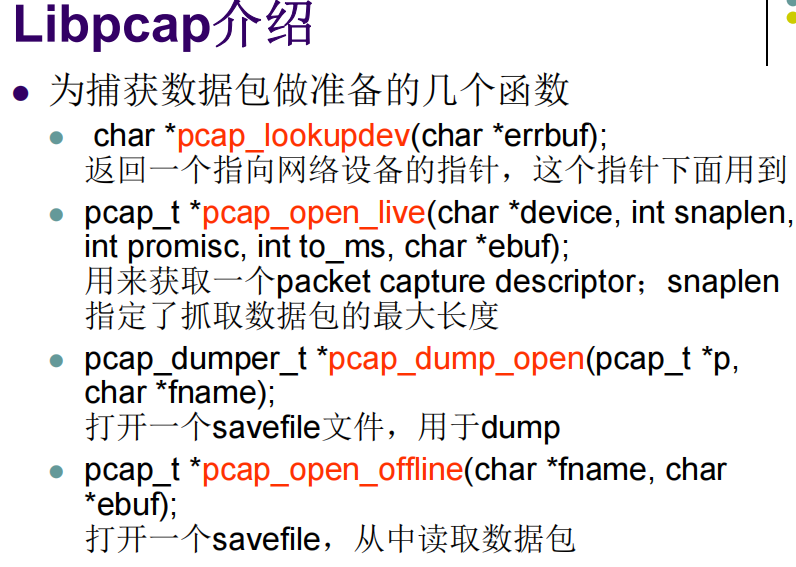 Libpcap介绍
为捕获数据包做准备的几个函数
char *pcap_lookupdev(char *errbuf);
返回一个指向网络设备的指针，这个指针下面用到
pcap_t *pcap_open_live(char *device, int snaplen,
int promisc, int to_ms, char *ebuf);
用来获取一个packet capture descriptor；snaplen
指定了抓取数据包的最大长度
pcap_dumper_t *pcap_dump_open(pcap_t *p,
char *fname);
打开一个savefile文件，用于dump
pcap_t *pcap_open_offline(char *fname, char
*ebuf);
打开一个savefile，从中读取数据包